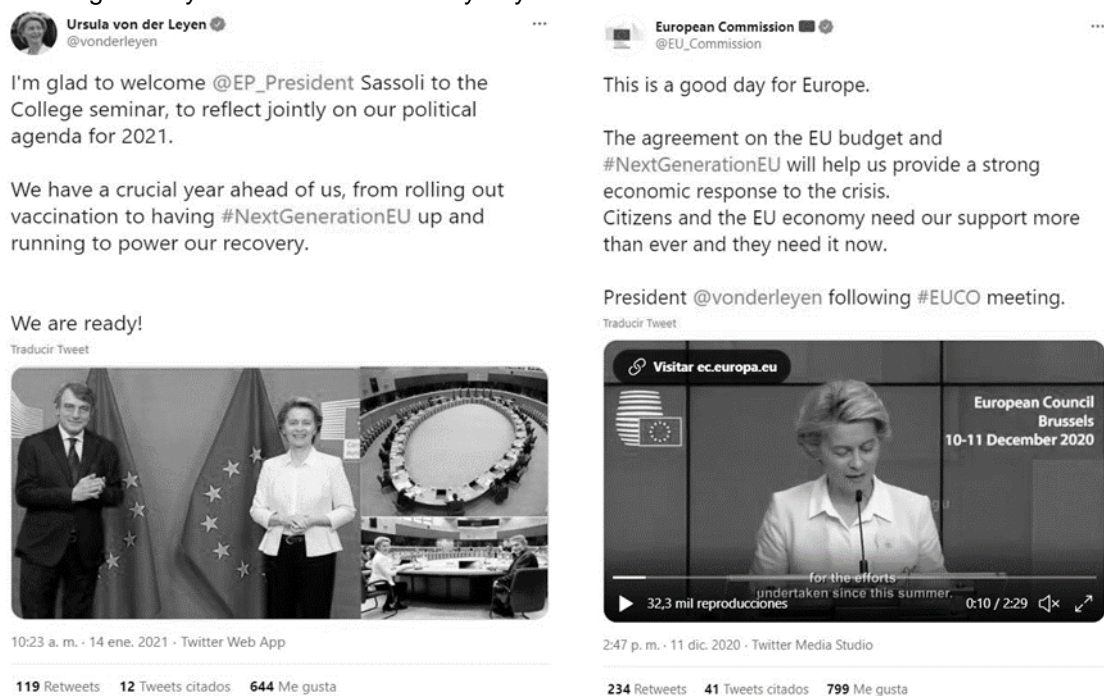 Ursula von der Leyen
@vonderleyen
I'm glad to welcome @EP_President Sassoli to the
College seminar, to reflect jointly on our political
agenda for 2021.
We have a crucial year ahead of us, from rolling out
vaccination to having #NextGenerationEU up and
running to power our recovery.
We are ready!
Traducir Tweet
10:23 a. m. · 14 ene. 2021 · Twitter Web App
119 Retweets 12 Tweets citados 644 Me gusta
European Commission
@EU_Commission
This is a good day for Europe.
The agreement on the EU budget and
#NextGenerationEU will help us provide a strong
economic response to the crisis.
Citizens and the EU economy need our support more
than ever and they need it now.
President @vonderleyen following #EUCO meeting.
Traducir Tweet
Visitar ec.europa.eu
European Council
Brussels
10-11 December 2020
for the efforts
undertaken since this summer.
32,3 mil reproducciones 0:10 / 2:29
2:47 p. m. · 11 dic. 2020 · Twitter Media Studio
234 Retweets 41 Tweets citados 799 Me gusta